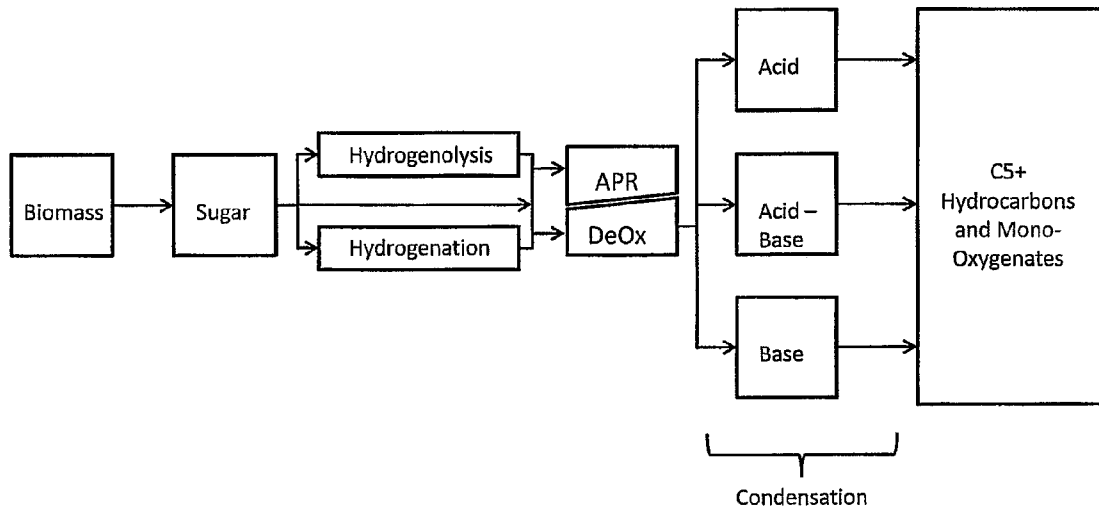 Biomass
Sugar
Hydrogenolysis
Hydrogenation
APR
DeOx
Acid
Acid –
Base
Base
C5+
Hydrocarbons
and Mono-
Oxygenates
Condensation